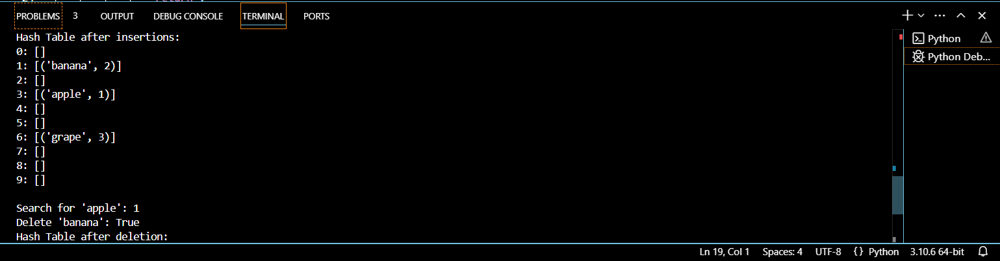 PROBLEMS 3 OUTPUT DEBUG CONSOLE TERMINAL PORTS
Hash Table after insertions:
0: []
1: [('banana', 2)]
2: []
3: [('apple', 1)]
4: []
5: []
6: [('grape', 3)]
7: []
8: []
9: []
Search for 'apple': 1
Delete 'banana': True
Hash Table after deletion:
Python
Python Deb...
Ln 19, Col 1 Spaces: 4 UTF-8 {} Python 3.10.6 64-bit